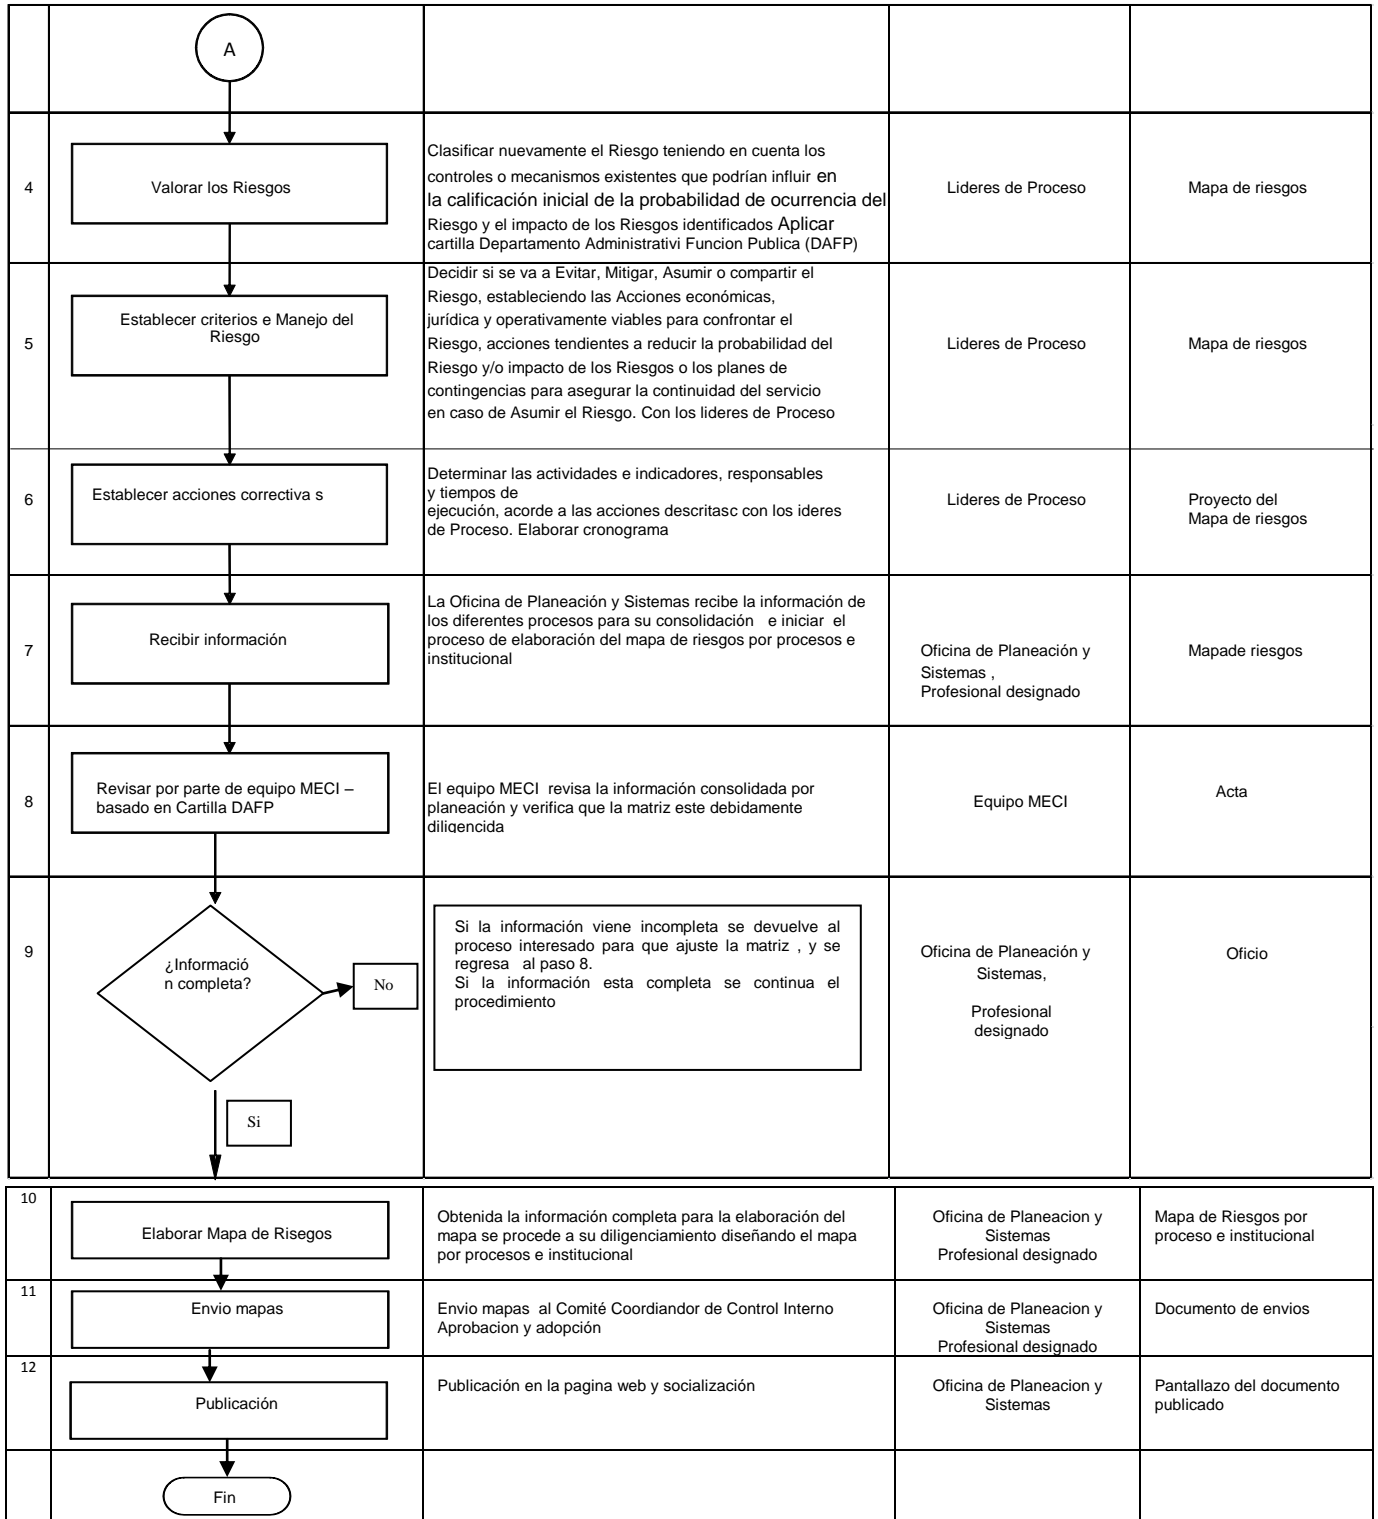 A
4
Valorar los Riesgos
Clasificar nuevamente el Riesgo teniendo en cuenta los
controles o mecanismos existentes que podrían influir en
la calificación inicial de la probabilidad de ocurrencia del
Riesgo y el impacto de los Riesgos identificados Aplicar
cartilla Departamento Administrativi Funcion Publica (DAFP)
Lideres de Proceso
Mapa de riesgos
5
Establecer criterios e Manejo del
Riesgo
Decidir si se va a Evitar, Mitigar, Asumir o compartir el
Riesgo, estableciendo las Acciones económicas,
jurídica y operativamente viables para confrontar el
Riesgo, acciones tendientes a reducir la probabilidad del
Riesgo y/o impacto de los Riesgos o los planes de
contingencias para asegurar la continuidad del servicio
en caso de Asumir el Riesgo. Con los lideres de Proceso
Lideres de Proceso
Mapa de riesgos
6
Establecer acciones correctiva s
Determinar las actividades e indicadores, responsables
y tiempos de
ejecución, acorde a las acciones descritasc con los ideres
de Proceso. Elaborar cronograma
Lideres de Proceso
Proyecto del
Mapa de riesgos
7
Recibir información
La Oficina de Planeación y Sistemas recibe la información de
los diferentes procesos para su consolidación e iniciar el
proceso de elaboración del mapa de riesgos por procesos e
institucional
Oficina de Planeación y
Sistemas ,
Profesional designado
Mapade riesgos
8
Revisar por parte de equipo MECI –
basado en Cartilla DAFP
El equipo MECI revisa la información consolidada por
planeación y verifica que la matriz este debidamente
diligencida
Equipo MECI
Acta
9
¿Informació
n completa?
No
Si
Si la información viene incompleta se devuelve al
proceso interesado para que ajuste la matriz , y se
regresa al paso 8.
Si la información esta completa se continua el
procedimiento
Oficina de Planeación y
Sistemas,
Profesional
designado
Oficio
10
Elaborar Mapa de Risegos
Obtenida la información completa para la elaboración del
mapa se procede a su diligenciamiento diseñando el mapa
por procesos e institucional
Oficina de Planeacion y
Sistemas
Profesional designado
Mapa de Riesgos por
proceso e institucional
11
Envio mapas
Envio mapas al Comité Coordiandor de Control Interno
Aprobacion y adopción
Oficina de Planeacion y
Sistemas
Profesional designado
Documento de envios
12
Publicación
Publicación en la pagina web y socialización
Oficina de Planeacion y
Sistemas
Pantallazo del documento
publicado
Fin